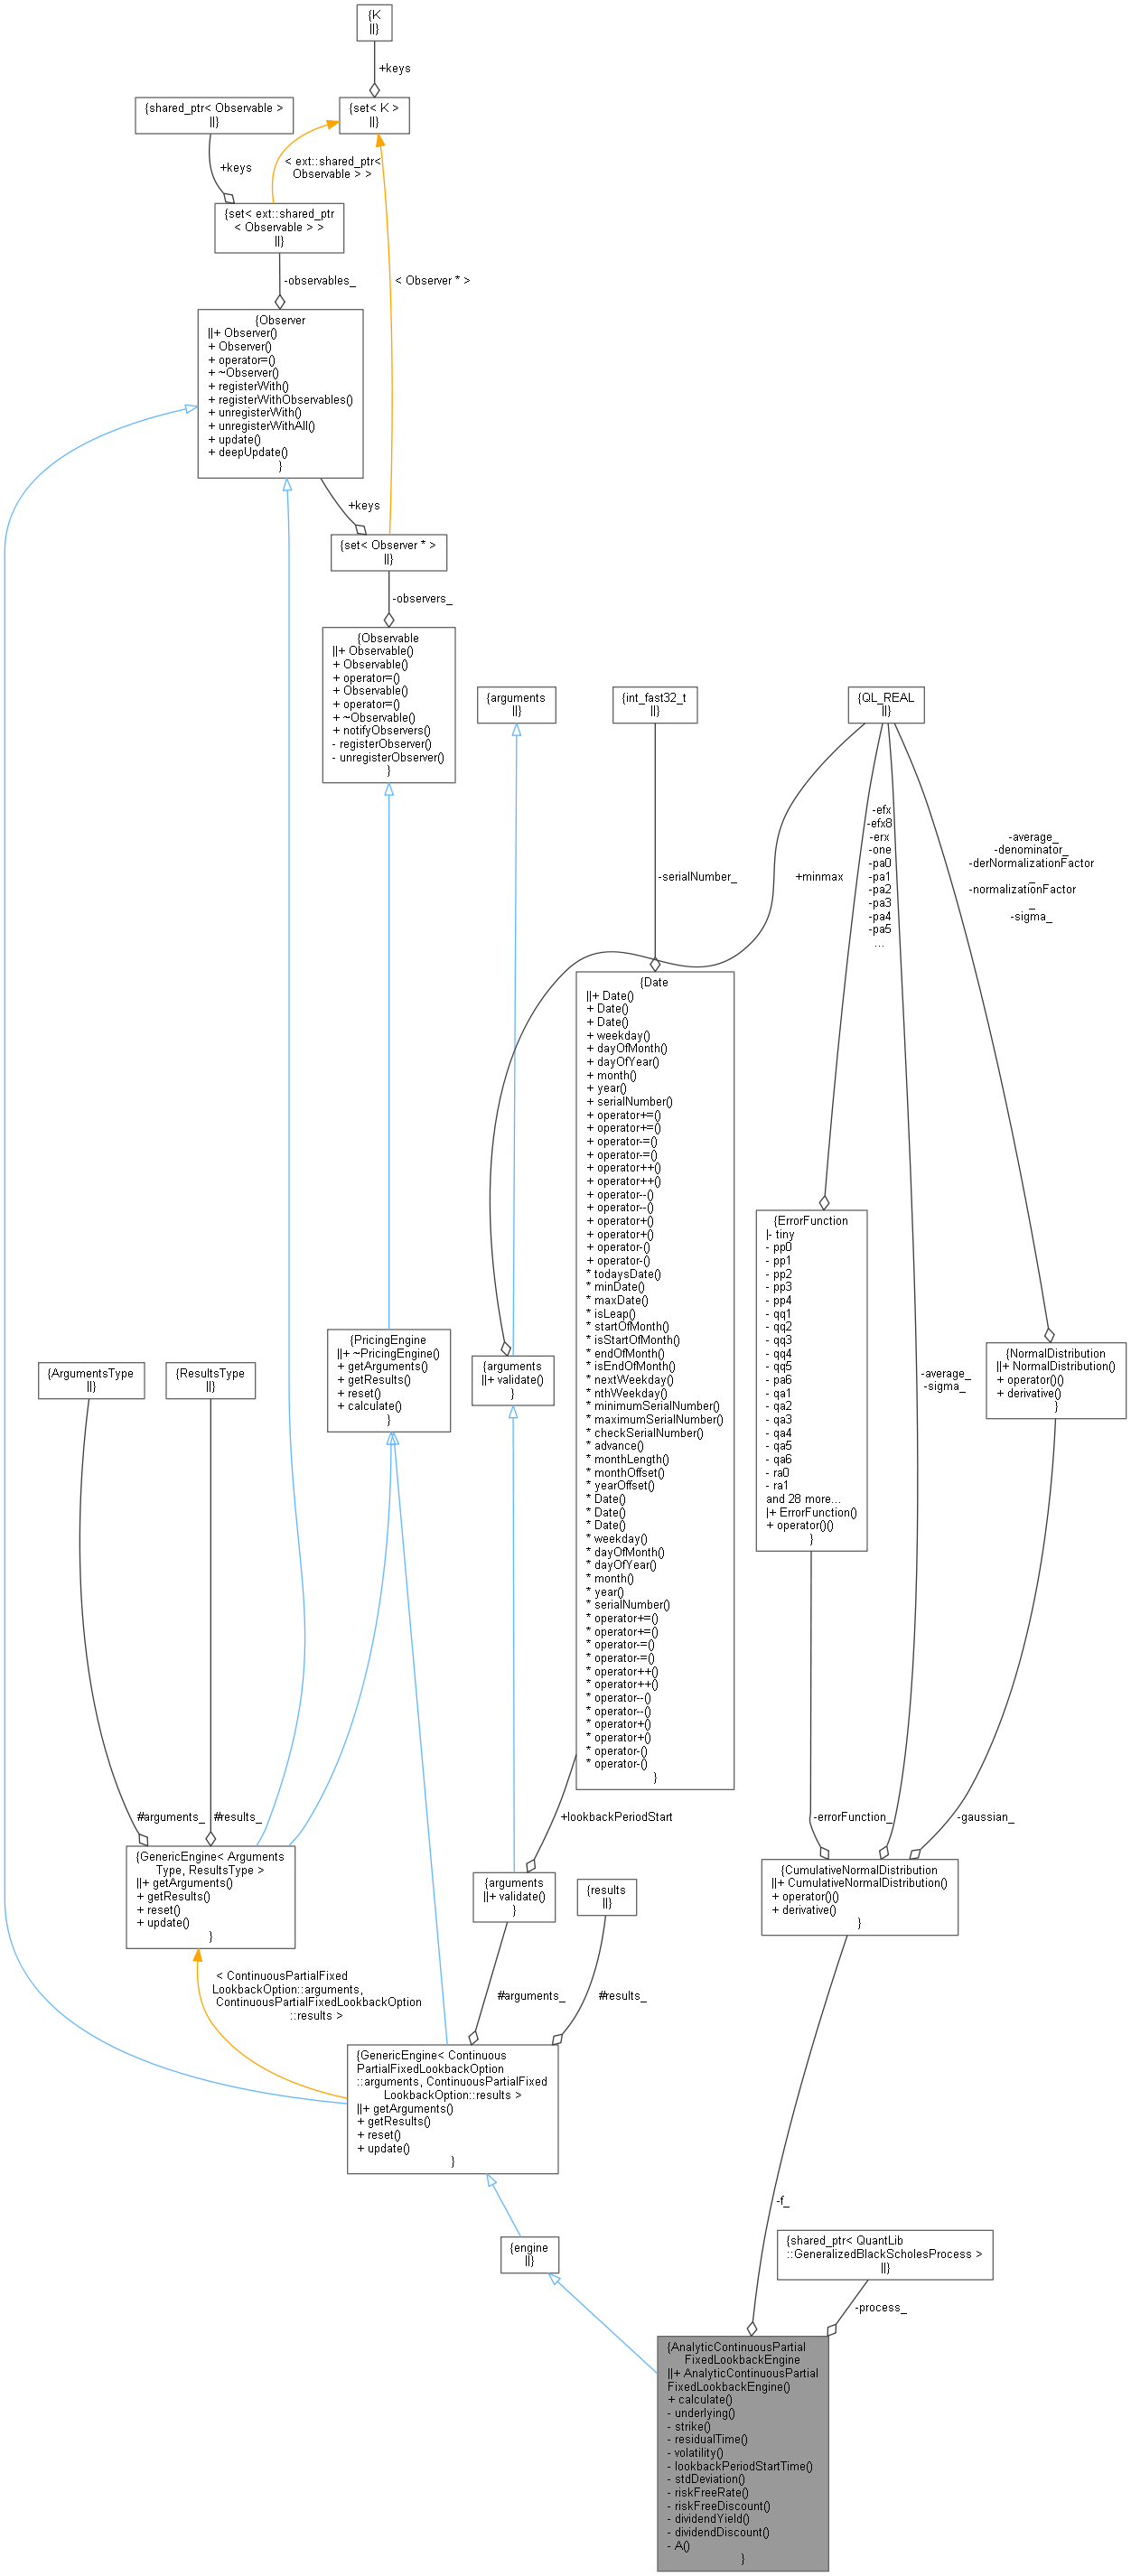 {K
||}
+keys
{shared_ptr< Observable >
||}
{set< K >
||}
+keys
< ext::shared_ptr<
Observable > >
{set< ext::shared_ptr
< Observable > >
||}
-observables_
< Observer * >
{Observer
||+ Observer()
+ Observer()
+ operator=()
+ ~Observer()
+ registerWith()
+ registerWithObservables()
+ unregisterWith()
+ unregisterWithAll()
+ update()
+ deepUpdate()
}
+keys
{set< Observer * >
||}
-observers_
{Observable
||+ Observable()
+ Observable()
+ operator=()
+ Observable()
+ operator=()
+ ~Observable()
+ notifyObservers()
- registerObserver()
- unregisterObserver()
}
{arguments
||}
{int_fast32_t
||}
{QL_REAL
||}
-serialNumber_
+minmax
-efx
-efx8
-erx
-one
-pa0
-pa1
-pa2
-pa3
-pa4
-pa5
...
-average_
-denominator_
-derNormalizationFactor
_
-normalizationFactor
_
-sigma_
{Date
||+ Date()
+ Date()
+ Date()
+ weekday()
+ dayOfMonth()
+ dayOfYear()
+ month()
+ year()
+ serialNumber()
+ operator+=()
+ operator+=()
+ operator-=()
+ operator-=()
+ operator++()
+ operator++()
+ operator--()
+ operator--()
+ operator+()
+ operator+()
+ operator-()
+ operator-()
* todaysDate()
* minDate()
* maxDate()
* isLeap()
* startOfMonth()
* isStartOfMonth()
* endOfMonth()
* isEndOfMonth()
* nextWeekday()
* nthWeekday()
* minimumSerialNumber()
* maximumSerialNumber()
* checkSerialNumber()
* advance()
* monthLength()
* monthOffset()
* yearOffset()
* Date()
* Date()
* Date()
* weekday()
* dayOfMonth()
* dayOfYear()
* month()
* year()
* serialNumber()
* operator+=()
* operator+=()
* operator-=()
* operator-=()
* operator++()
* operator++()
* operator--()
* operator--()
* operator+()
* operator+()
* operator-()
* operator-()
}
{ErrorFunction
|- tiny
- pp0
- pp1
- pp2
- pp3
- pp4
- qq1
- qq2
- qq3
- qq4
- qq5
- pa6
- qa1
- qa2
- qa3
- qa4
- qa5
- qa6
- ra0
- ra1
and 28 more...
|+ ErrorFunction()
+ operator()()
}
-average_
-sigma_
{NormalDistribution
||+ NormalDistribution()
+ operator()()
+ derivative()
}
{PricingEngine
||+ ~PricingEngine()
+ getArguments()
+ getResults()
+ reset()
+ calculate()
}
{arguments
||+ validate()
}
{ArgumentsType
||}
{ResultsType
||}
#arguments_
#results_
+lookbackPeriodStart
-errorFunction_
-gaussian_
{GenericEngine< Arguments
Type, ResultsType >
||+ getArguments()
+ getResults()
+ reset()
+ update()
}
{arguments
||+ validate()
}
{results
||}
{CumulativeNormalDistribution
||+ CumulativeNormalDistribution()
+ operator()()
+ derivative()
}
< ContinuousPartialFixed
LookbackOption::arguments,
ContinuousPartialFixedLookbackOption
::results >
#arguments_
#results_
{GenericEngine< Continuous
PartialFixedLookbackOption
::arguments, ContinuousPartialFixed
LookbackOption::results >
||+ getArguments()
+ getResults()
+ reset()
+ update()
}
-f_
{engine
||}
{shared_ptr< QuantLib
::GeneralizedBlackScholesProcess >
||}
-process_
{AnalyticContinuousPartial
FixedLookbackEngine
||+ AnalyticContinuousPartial
FixedLookbackEngine()
+ calculate()
- underlying()
- strike()
- residualTime()
- volatility()
- lookbackPeriodStartTime()
- stdDeviation()
- riskFreeRate()
- riskFreeDiscount()
- dividendYield()
- dividendDiscount()
- A()
}